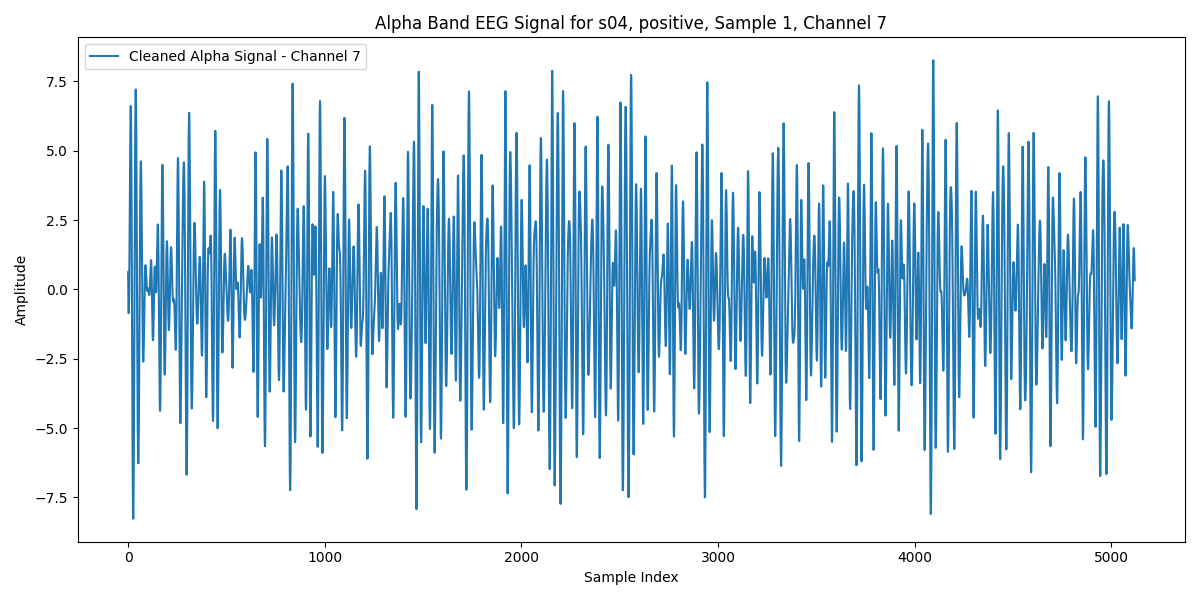 Alpha Band EEG Signal for s04, positive, Sample 1, Channel 7
Cleaned Alpha Signal - Channel 7
Amplitude
7.5
5.0
2.5
0.0
−2.5
−5.0
−7.5
0 1000 2000 3000 4000 5000
Sample Index